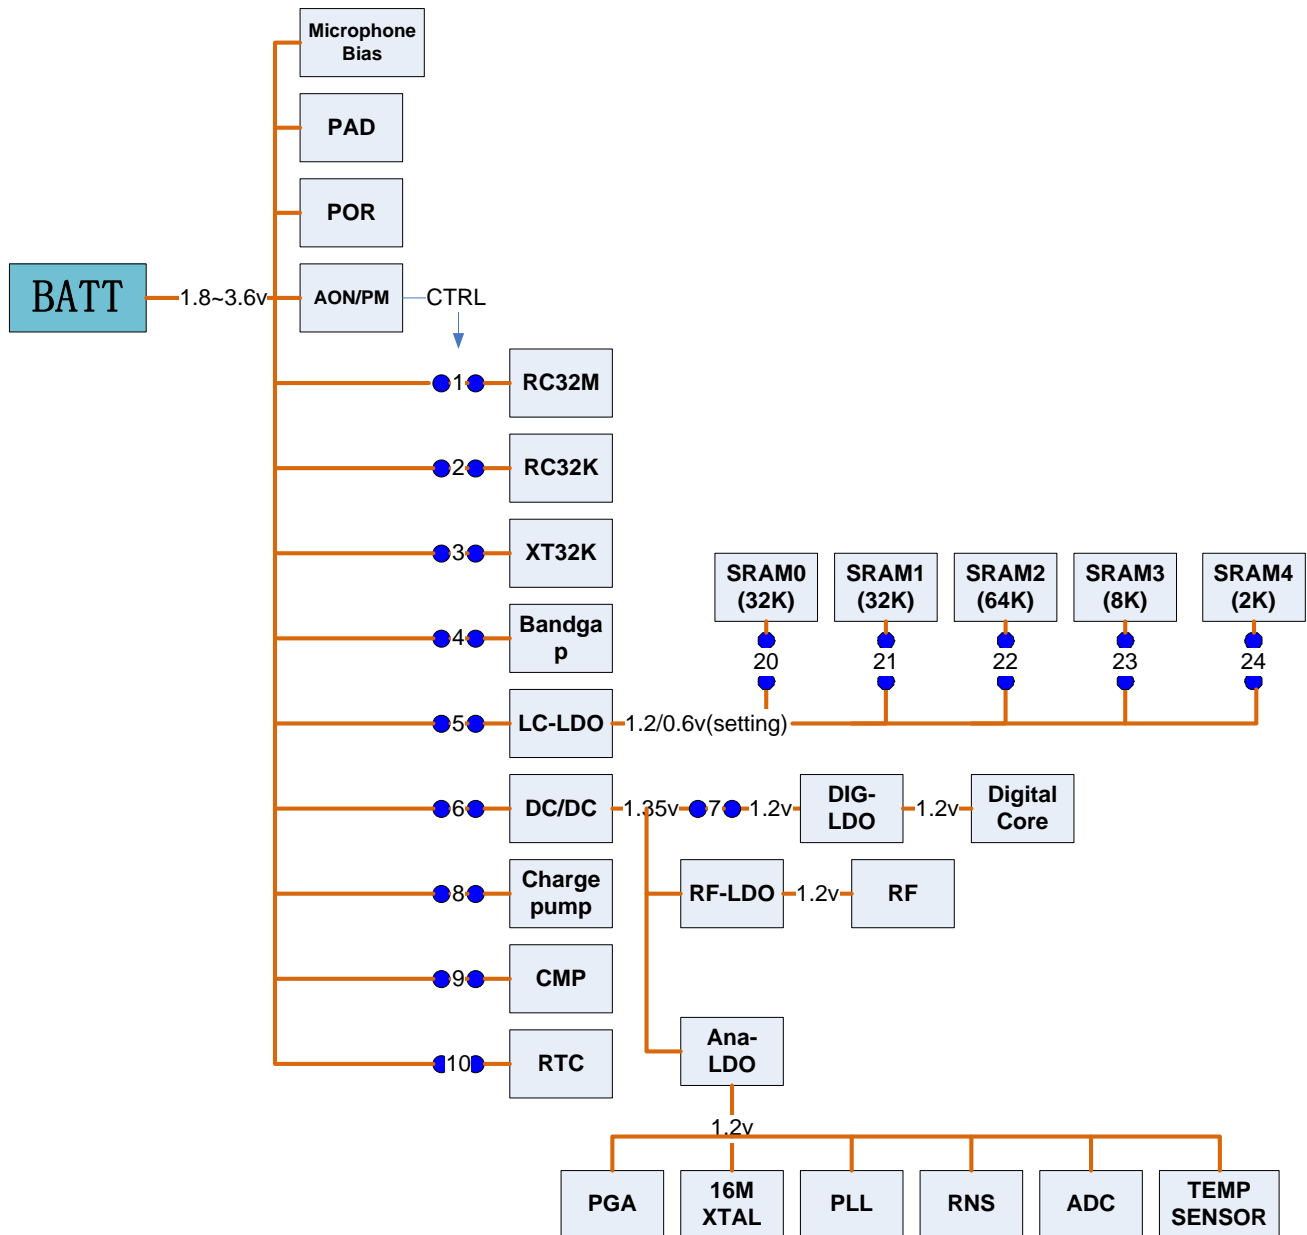 Microphone
Bias
PAD
POR
BATT
1.8~3.6v
AON/PM
CTRL
1
RC32M
2
RC32K
3
XT32K
SRAM0
(32K)
SRAM1
(32K)
SRAM2
(64K)
SRAM3
(8K)
SRAM4
(2K)
4
Bandga
p
20
21
22
23
24
5
LC-LDO
1.2/0.6v(setting)
6
DC/DC
1.35v
7
1.2v
DIG-
LDO
1.2v
Digital
Core
8
Charge
pump
RF-LDO
1.2v
RF
9
CMP
10
RTC
Ana-
LDO
1.2v
PGA
16M
XTAL
PLL
RNS
ADC
TEMP
SENSOR